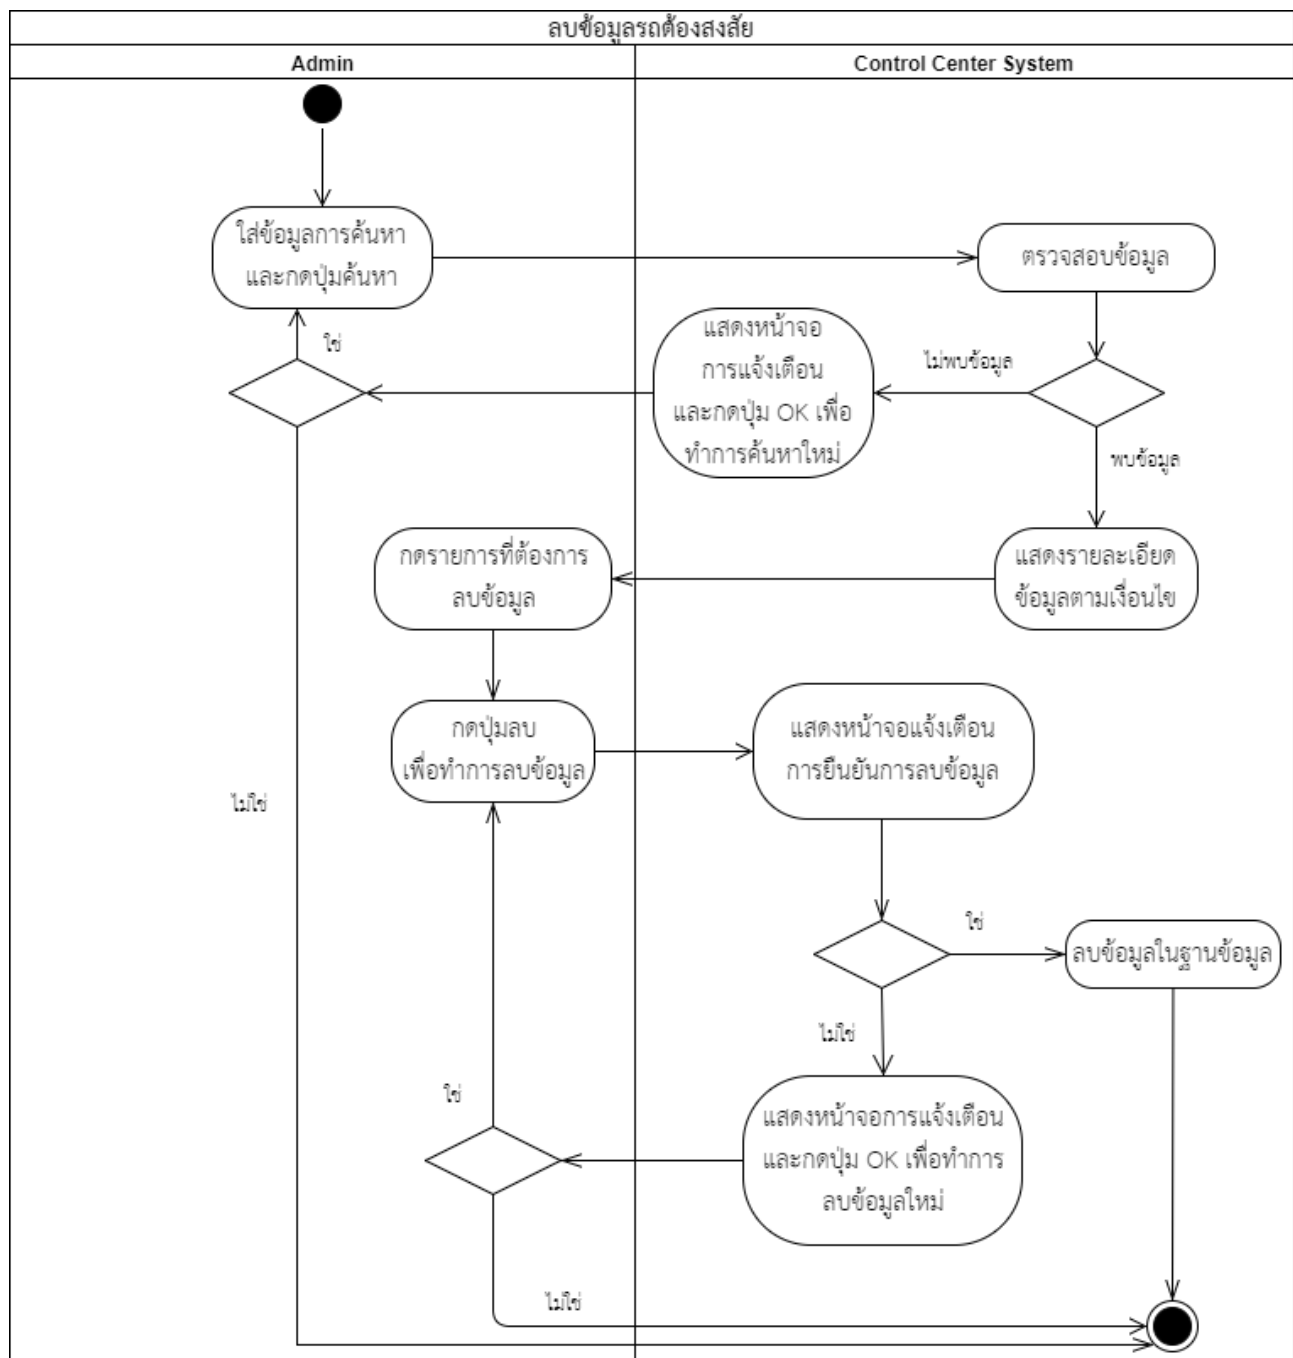 ลบข้อมูลรถต้องสงสัย
Admin
Control Center System
ใส่ข้อมูลการค้นหา
และกดปุ่มค้นหา
ตรวจสอบข้อมูล
ใช่
แสดงหน้าจอ
การแจ้งเตือน
และกดปุ่ม OK เพื่อ
ทำการค้นหาใหม่
ไม่พบข้อมูล
พบข้อมูล
กดรายการที่ต้องการ
ลบข้อมูล
แสดงรายละเอียด
ข้อมูลตามเงื่อนไข
กดปุ่มลบ
เพื่อทำการลบข้อมูล
แสดงหน้าจอแจ้งเตือน
การยืนยันการลบข้อมูล
ไม่ใช่
ใช่
ลบข้อมูลในฐานข้อมูล
ไม่ใช่
ใช่
แสดงหน้าจอการแจ้งเตือน
และกดปุ่ม OK เพื่อทำการ
ลบข้อมูลใหม่
ไม่ใช่